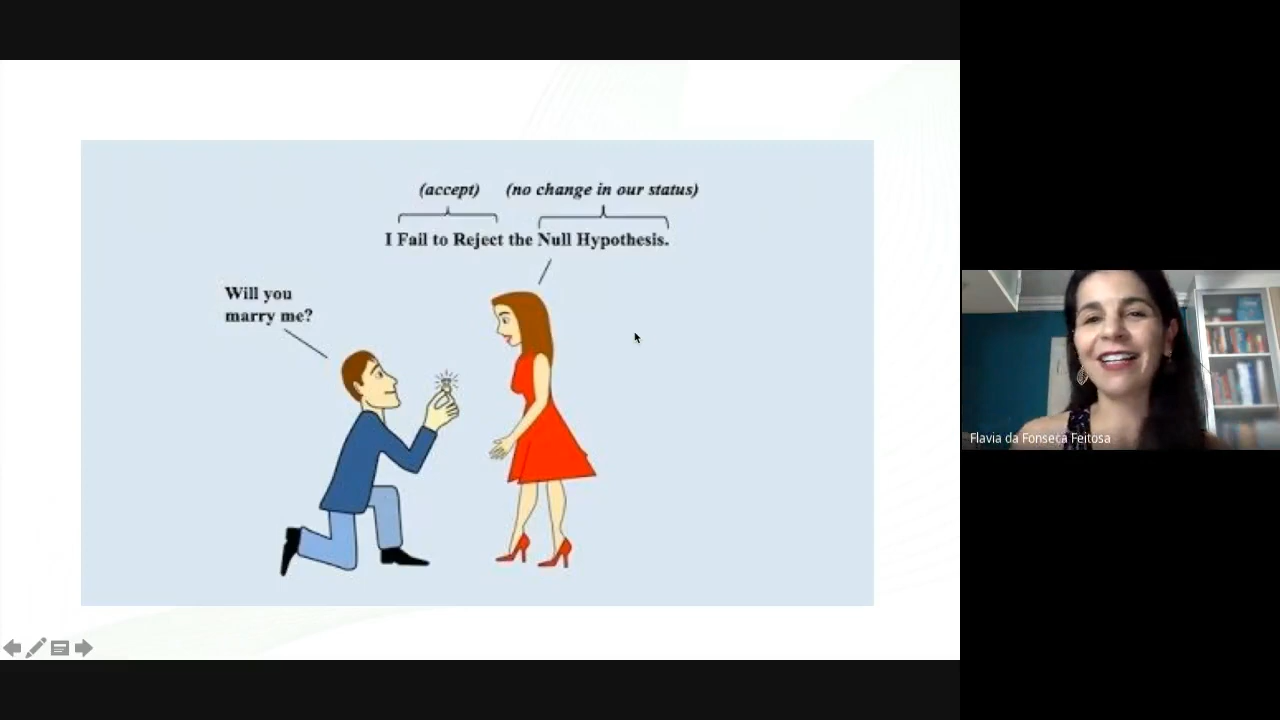 (accept) (no change in our status)
I Fail to Reject the Null Hypothesis.
Will you
marry me?
Flavia da Fonseca Feitosa